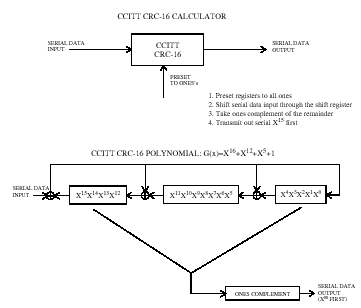 CCITT CRC-16 CALCULATOR
SERIAL DATA
INPUT
CCITT
CRC-16
SERIAL DATA
OUTPUT
PRESET
TO ONES's
1. Preset registers to all ones
2. Shift serial data input through the shift register
3. Take ones complement of the remainder
4. Transmit out serial X¹⁵ first
CCITT CRC-16 POLYNOMIAL: G(x)=X¹⁶+X¹²+X⁵+1
SERIAL DATA
INPUT
X¹⁵X¹⁴X¹³X¹²
X¹¹X¹⁰X⁹X⁸X⁷X⁶X⁵
X⁴X³X²X¹X⁰
ONES COMPLEMENT
SERIAL DATA
OUTPUT
FIRST)